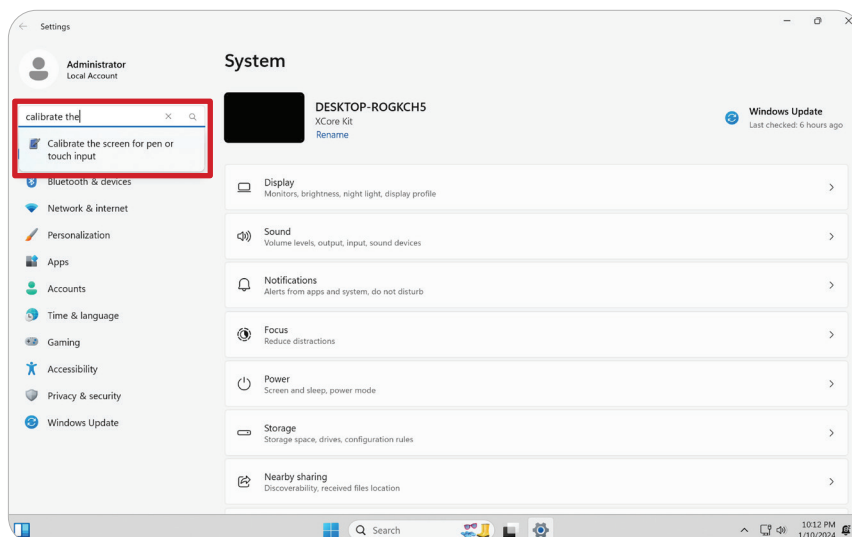 Settings
Administrator
Local Account
calibrate the
Calibrate the screen for pen or
touch input
Bluetooth & devices
Network & internet
Personalization
Apps
Accounts
Time & language
Gaming
Accessibility
Privacy & security
Windows Update
System
DESKTOP-ROGKCH5
XCore Kit
Rename
Windows Update
Last checked: 6 hours ago
Display
Monitors, brightness, night light, display profile
Sound
Volume levels, output, input, sound devices
Notifications
Alerts from apps and system, do not disturb
Focus
Reduce distractions
Power
Screen and sleep, power mode
Storage
Storage space, drives, configuration rules
Nearby sharing
Discoverability, received files location
Search
10:12 PM
1/10/2024